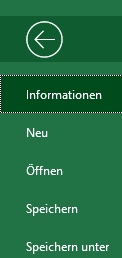 Informationen
Neu
Öffnen
Speichern
Speichern unter